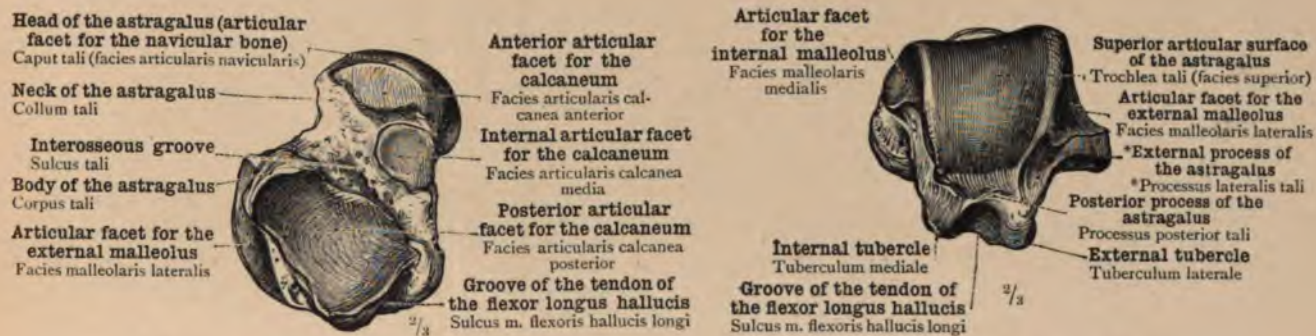 Head of the astragalus (articular
facet for the navicular bone)
Caput tali (facies articularis navicularis)
Neck of the astragalus
Collum tali
Interosseous groove
Sulcus tali
Body of the astragalus
Corpus tali
Articular facet for the
external malleolus
Facies malleolaris lateralis
Anterior articular
facet for the
calcaneum
Facies articularis cal-
canea anterior
Internal articular facet
for the calcaneum
Facies articularis calcanea
media
Posterior articular
facet for the calcaneum
Facies articularis calcanea
posterior
Groove of the tendon of
the flexor longus hallucis
Sulcus m. flexoris hallucis longi
2/3
Articular facet
for the
internal malleolus
Facies malleolaris
medialis
Superior articular surface
of the astragalus
Trochlea tali (facies superior)
Articular facet for the
external malleolus
Facies malleolaris lateralis
*External process of
the astragalus
*Processus lateralis tali
Posterior process of the
astragalus
Processus posterior tali
External tubercle
Tuberculum laterale
Internal tubercle
Tuberculum mediale
Groove of the tendon of
the flexor longus hallucis
Sulcus m. flexoris hallucis longi
2/3